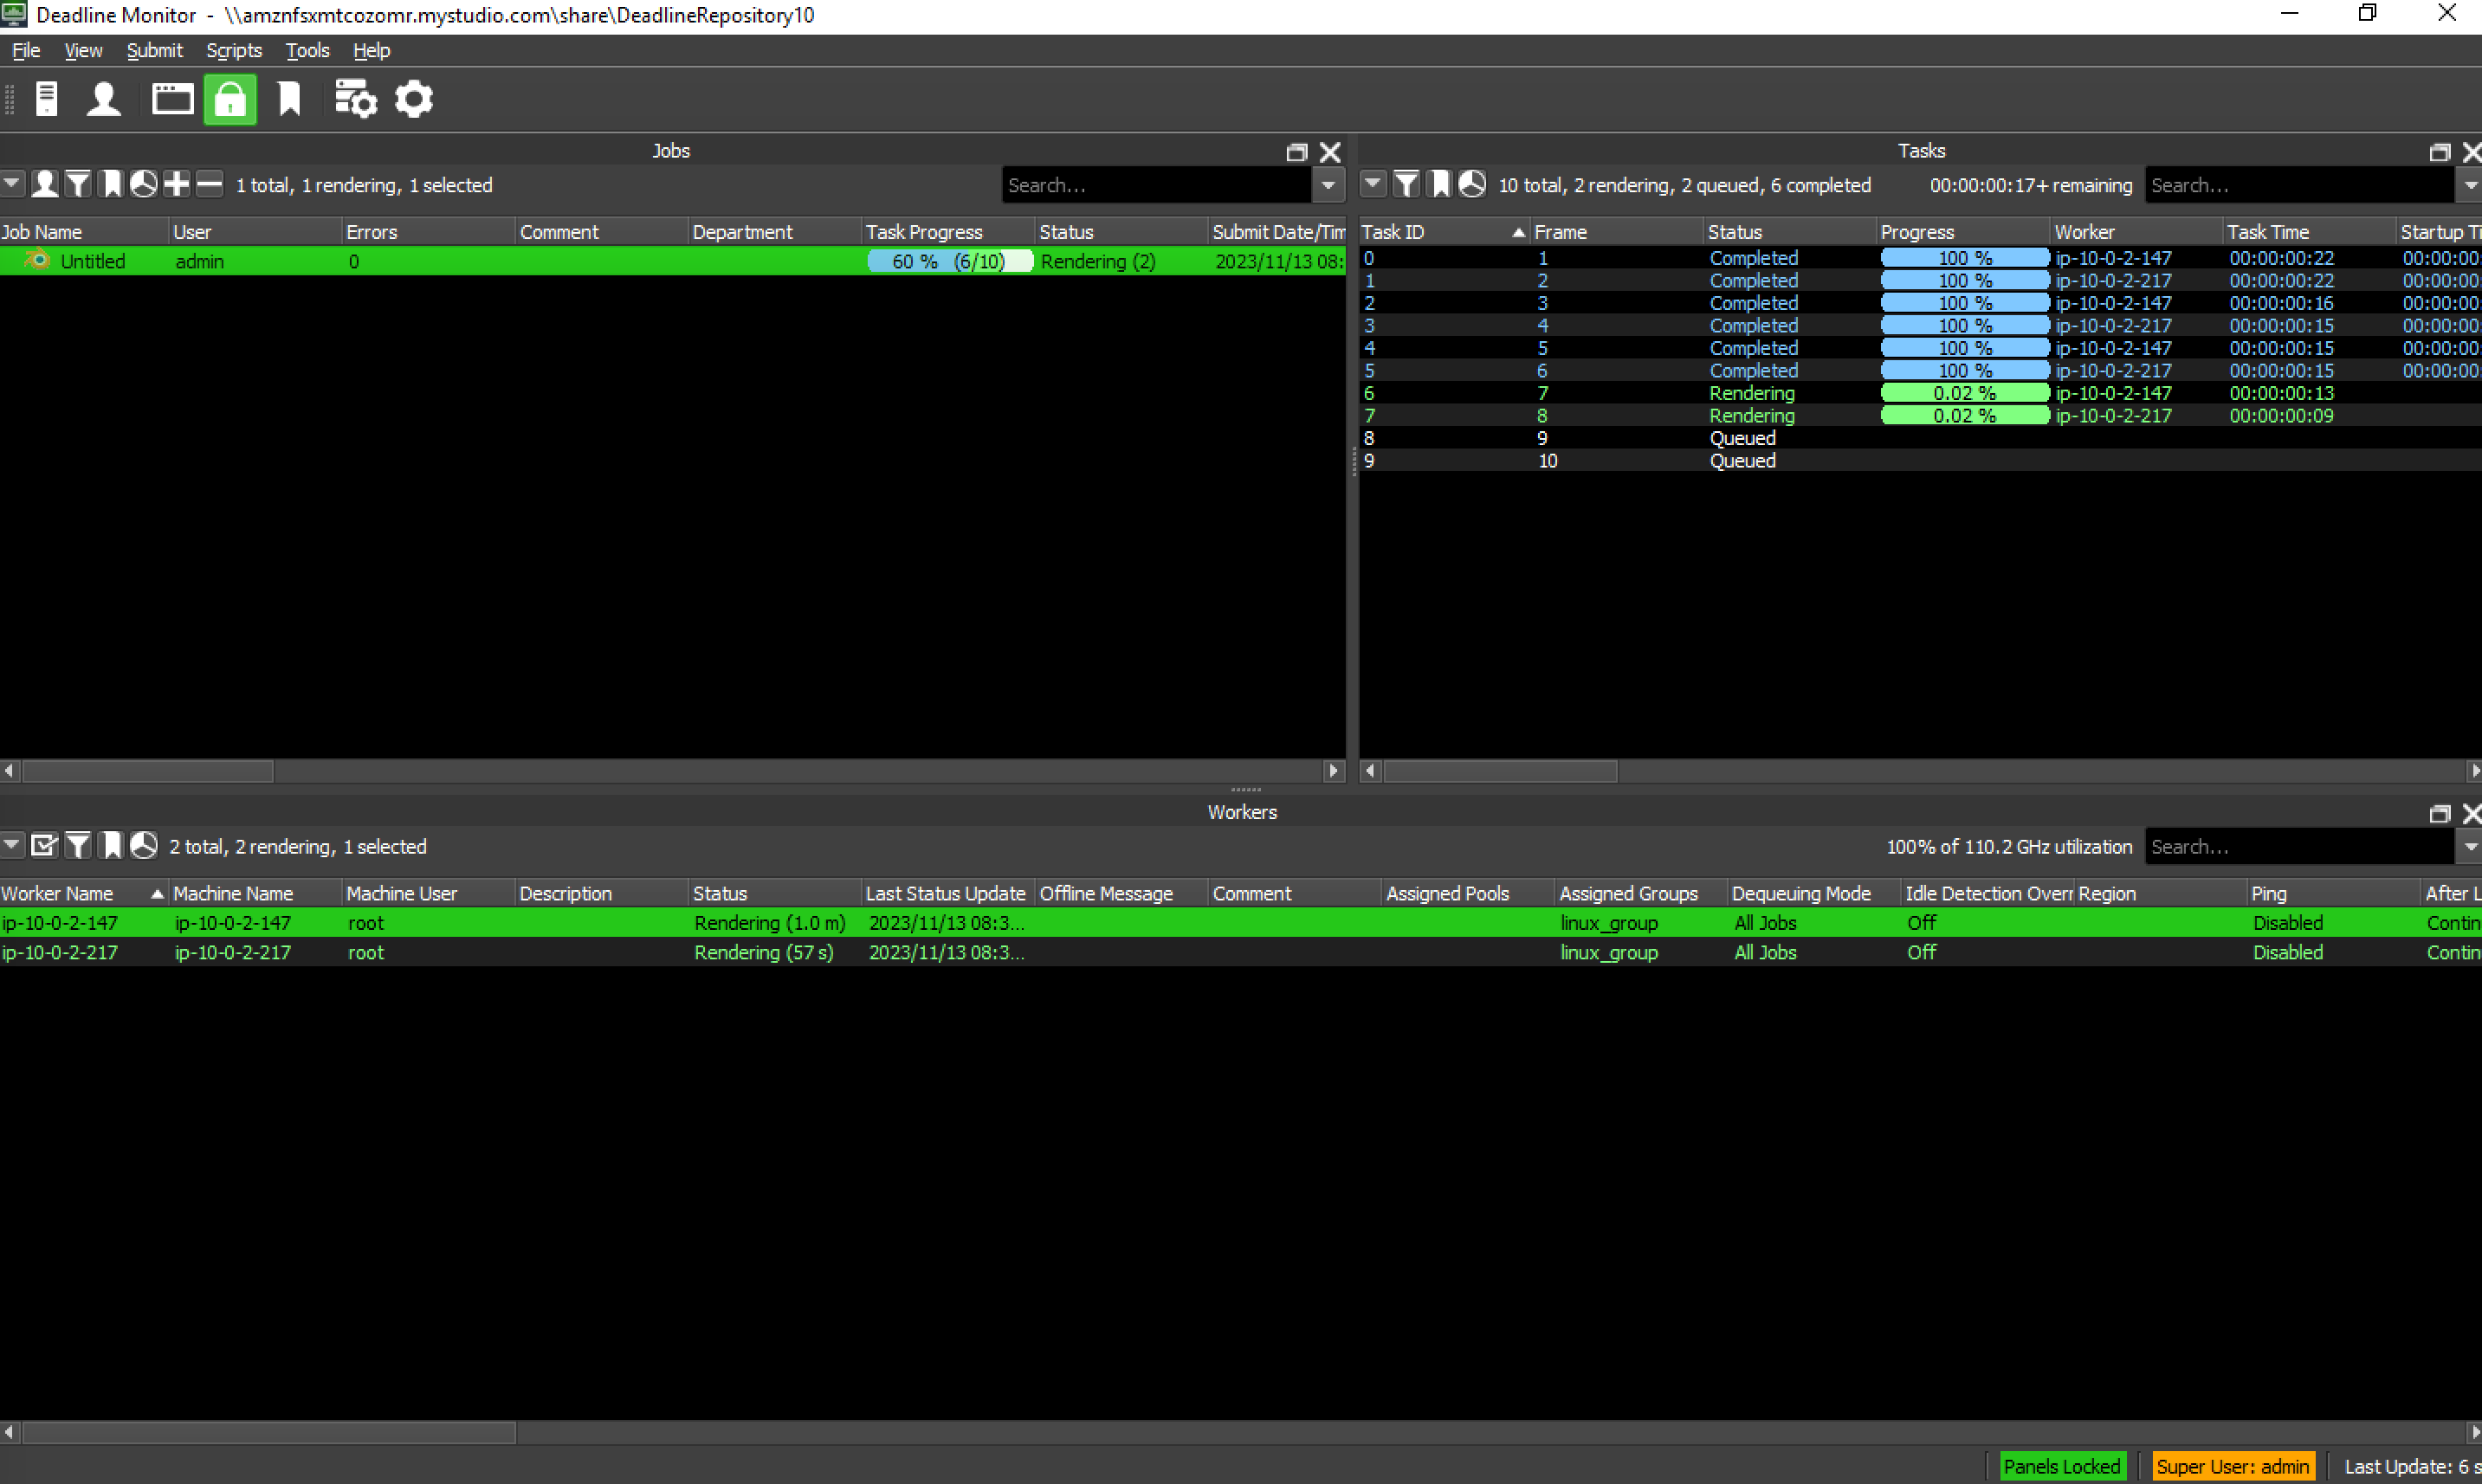 Deadline Monitor - \\amznfsxmtcozomr.mystudio.com\share\DeadlineRepository10
File View Submit Scripts Tools Help
Jobs
1 total, 1 rendering, 1 selected Search...
Job Name User Errors Comment Department Task Progress Status Submit Date/Tim
Untitled admin 0 60 % (6/10) Rendering (2) 2023/11/13 08:
Tasks
10 total, 2 rendering, 2 queued, 6 completed 00:00:00:17+ remaining Search...
Task ID Frame Status Progress Worker Task Time Startup Ti
0 1 Completed 100 % ip-10-0-2-147 00:00:00:22 00:00:00:
1 2 Completed 100 % ip-10-0-2-217 00:00:00:22 00:00:00:
2 3 Completed 100 % ip-10-0-2-147 00:00:00:16 00:00:00:
3 4 Completed 100 % ip-10-0-2-217 00:00:00:15 00:00:00:
4 5 Completed 100 % ip-10-0-2-147 00:00:00:15 00:00:00:
5 6 Completed 100 % ip-10-0-2-217 00:00:00:15 00:00:00:
6 7 Rendering 0.02 % ip-10-0-2-147 00:00:00:13
7 8 Rendering 0.02 % ip-10-0-2-217 00:00:00:09
8 9 Queued
9 10 Queued
Workers
2 total, 2 rendering, 1 selected 100% of 110.2 GHz utilization Search...
Worker Name Machine Name Machine User Description Status Last Status Update Offline Message Comment Assigned Pools Assigned Groups Dequeuing Mode Idle Detection Overr Region Ping After L
ip-10-0-2-147 ip-10-0-2-147 root Rendering (1.0 m) 2023/11/13 08:3... linux_group All Jobs Off Disabled Contin
ip-10-0-2-217 ip-10-0-2-217 root Rendering (57 s) 2023/11/13 08:3... linux_group All Jobs Off Disabled Contin
Panels Locked Super User: admin Last Update: 6 s